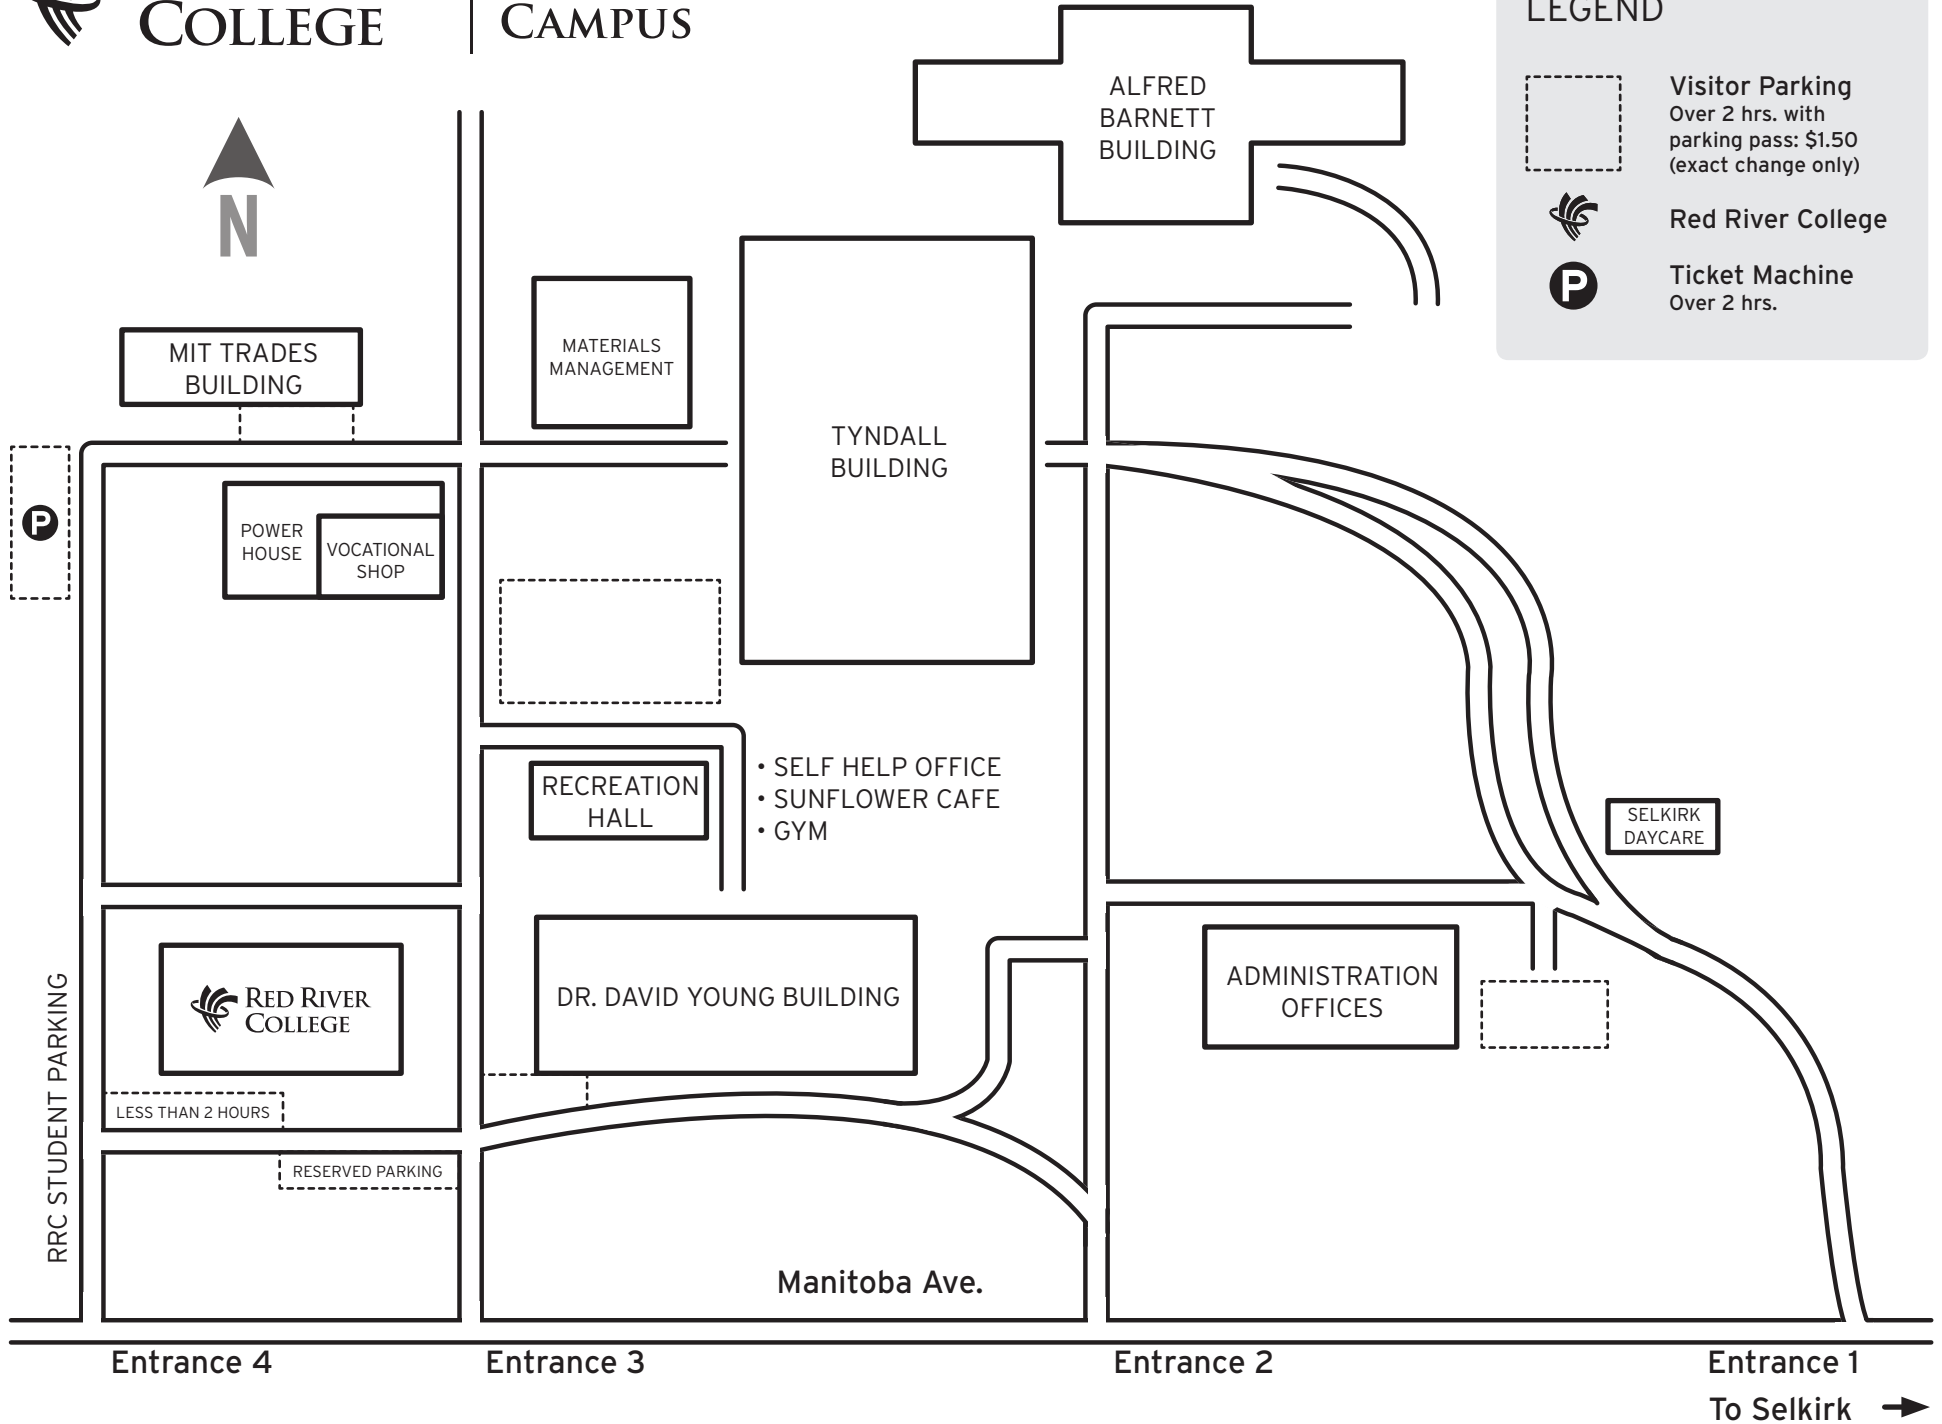 COLLEGE
CAMPUS
LEGEND
Visitor Parking
Over 2 hrs. with
parking pass: $1.50
(exact change only)
Red River College
P
Ticket Machine
Over 2 hrs.
N
ALFRED
BARNETT
BUILDING
MIT TRADES
BUILDING
MATERIALS
MANAGEMENT
TYNDALL
BUILDING
P
POWER
HOUSE
VOCATIONAL
SHOP
RECREATION
HALL
• SELF HELP OFFICE
• SUNFLOWER CAFE
• GYM
SELKIRK
DAYCARE
RED RIVER
COLLEGE
DR. DAVID YOUNG BUILDING
ADMINISTRATION
OFFICES
RRC STUDENT PARKING
LESS THAN 2 HOURS
RESERVED PARKING
Manitoba Ave.
Entrance 4
Entrance 3
Entrance 2
Entrance 1
To Selkirk